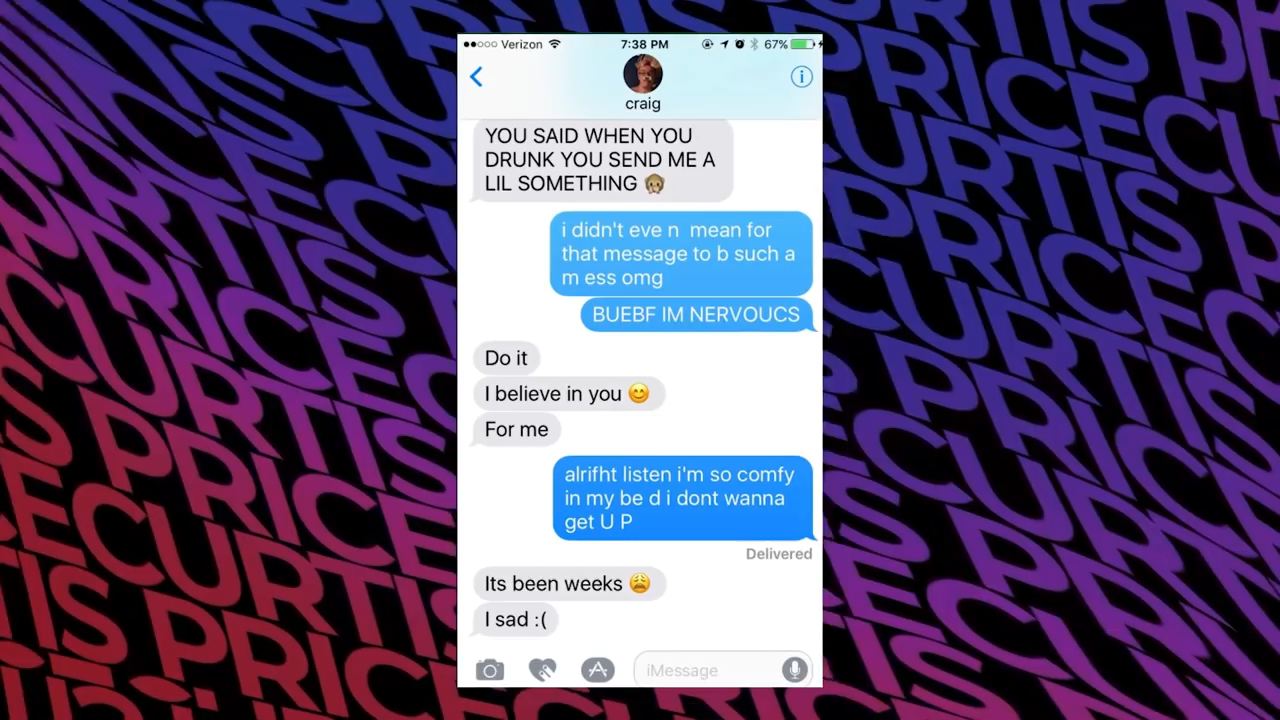 Verizon 7:38 PM 67%
craig
YOU SAID WHEN YOU
DRUNK YOU SEND ME A
LIL SOMETHING 🙊
i didn't eve n  mean for
that message to b such a
m ess omg
BUEBF IM NERVOUCS
Do it
I believe in you 😊
For me
alrifht listen i'm so comfy
in my be d i dont wanna
get U P
Delivered
Its been weeks 😩
I sad :(
iMessage
CURTIS PRICE